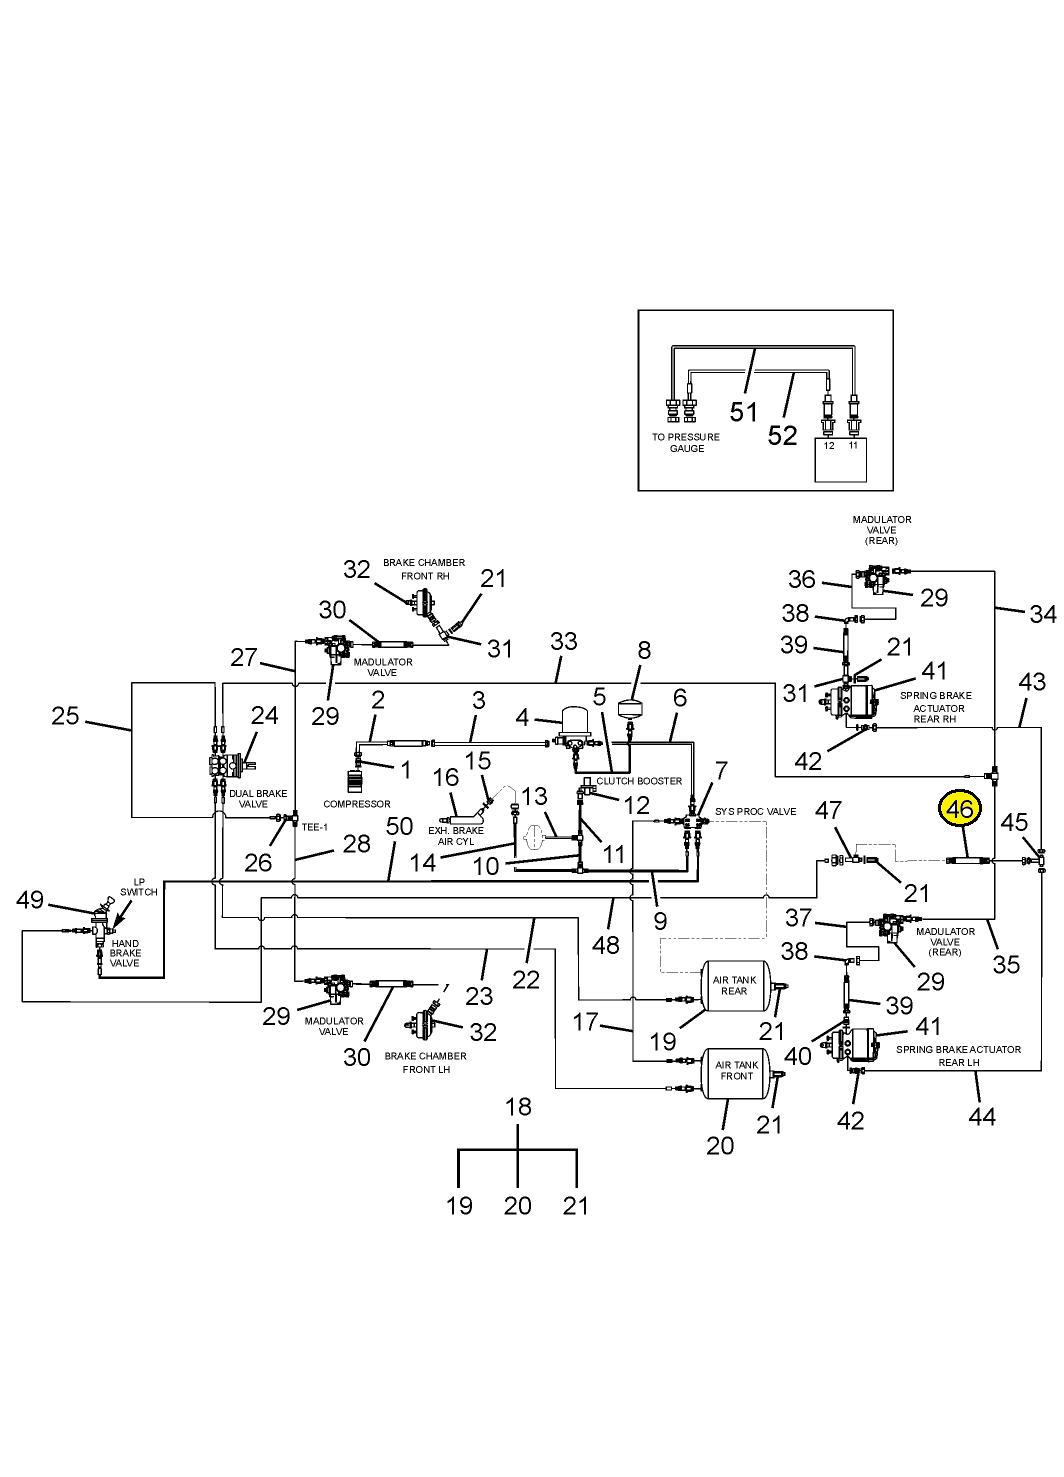 51
52
TO PRESSURE
GAUGE
12
11
MADULATOR
VALVE
(REAR)
36
29
38
34
39
21
31
41
SPRING BRAKE
ACTUATOR
REAR RH
43
42
BRAKE CHAMBER
FRONT RH
32
21
30
31
27
MADULATOR
VALVE
29
33
8
25
24
2
3
4
5
6
1
COMPRESSOR
DUAL BRAKE
VALVE
16
15
CLUTCH BOOSTER
12
7
SYS PROC VALVE
13
EXH. BRAKE
AIR CYL
TEE-1
26
28
50
14
10
11
9
47
46
45
21
49
LP
SWITCH
HAND
BRAKE
VALVE
48
22
23
37
MADULATOR
VALVE
(REAR)
38
29
35
39
41
40
SPRING BRAKE ACTUATOR
REAR LH
42
44
AIR TANK
REAR
17
19
21
29
MADULATOR
VALVE
30
32
BRAKE CHAMBER
FRONT LH
AIR TANK
FRONT
20
21
18
19
20
21